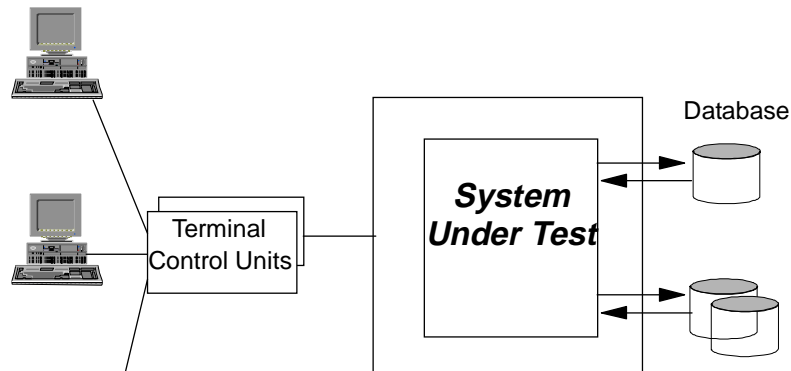 Database
System
Under Test
Terminal
Control Units